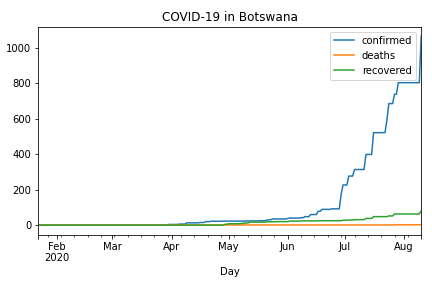 COVID-19 in Botswana
confirmed
deaths
recovered
1000
800
600
400
200
0
Feb Mar Apr May Jun Jul Aug
2020
Day